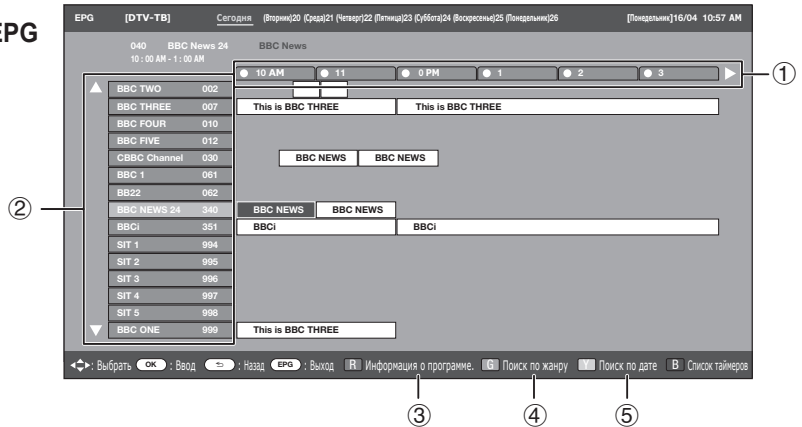 EPG
EPG [DTV-TB] Сегодня (Вторник)20 (Среда)21 (Четверг)22 (Пятница)23 (Суббота)24 (Воскресенье)25 (Понедельник)26 [Понедельник]16/04 10:57 AM
040 BBC News 24 BBC News
10 : 00 AM - 1 : 00 AM
10 AM 11 0 PM 1 2 3
①
BBC TWO 002
BBC THREE 007 This is BBC THREE This is BBC THREE
BBC FOUR 010
BBC FIVE 012
CBBC Channel 030 BBC NEWS BBC NEWS
BBC 1 061
BB22 062
②
BBC NEWS 24 340 BBC NEWS BBC NEWS
BBCi 351 BBCi BBCi
SIT 1 994
SIT 2 995
SIT 3 996
SIT 4 997
SIT 5 998
BBC ONE 999 This is BBC THREE
: Выбрать OK : Ввод : Назад EPG : Выход R Информация о программе. G Поиск по жанру Y Поиск по дате B Список таймеров
③ ④ ⑤